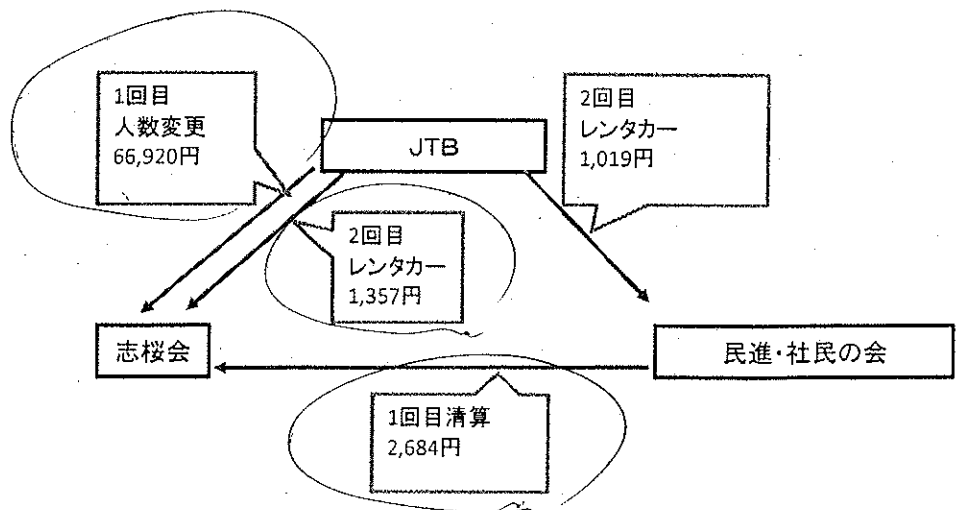 1回目
人数変更
66,920円
JTB
2回目
レンタカー
1,019円
2回目
レンタカー
1,357円
志桜会
民進・社民の会
1回目清算
2,684円